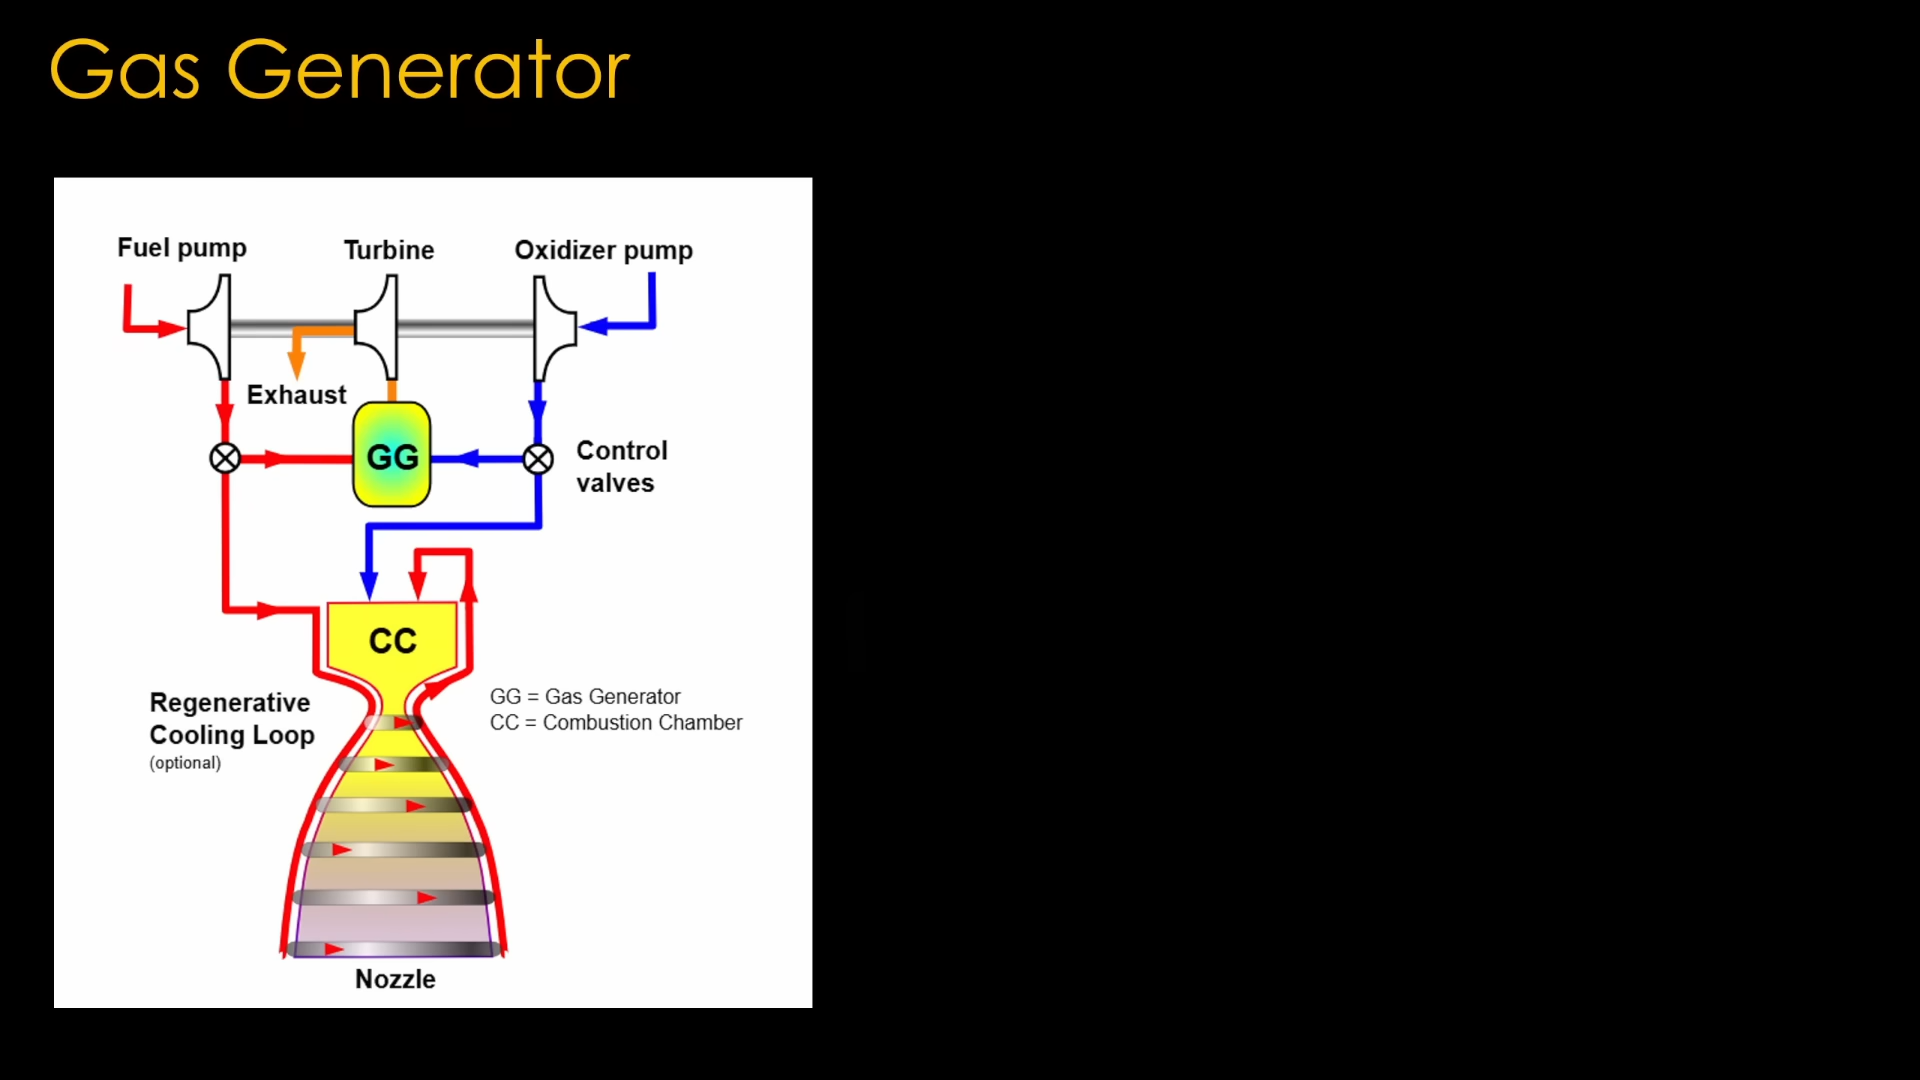 Gas Generator
Fuel pump
Turbine
Oxidizer pump
Exhaust
GG
Control
valves
CC
Regenerative
Cooling Loop
(optional)
GG = Gas Generator
CC = Combustion Chamber
Nozzle